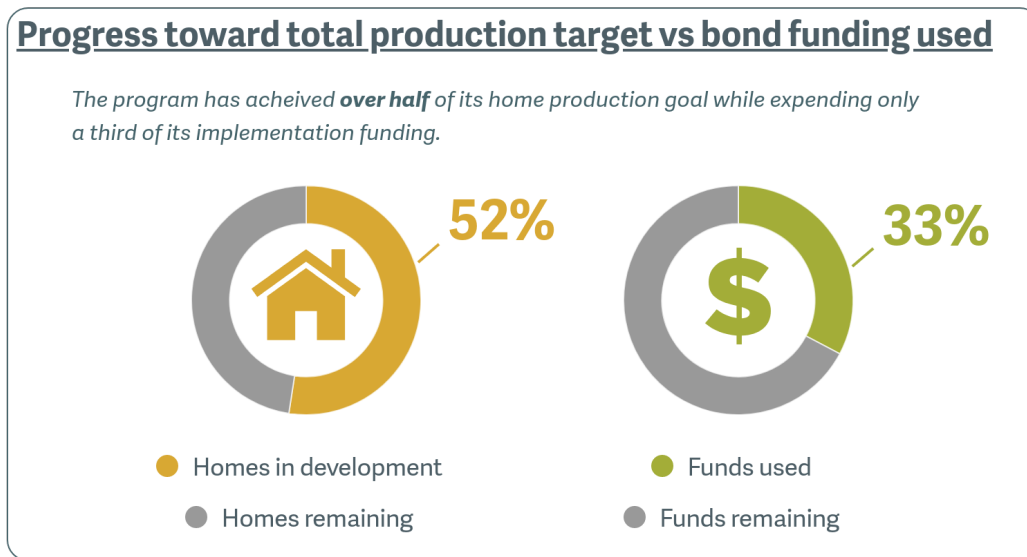 Progress toward total production target vs bond funding used
The program has acheived over half of its home production goal while expending only
a third of its implementation funding.
52%
33%
$
Homes in development
Homes remaining
Funds used
Funds remaining